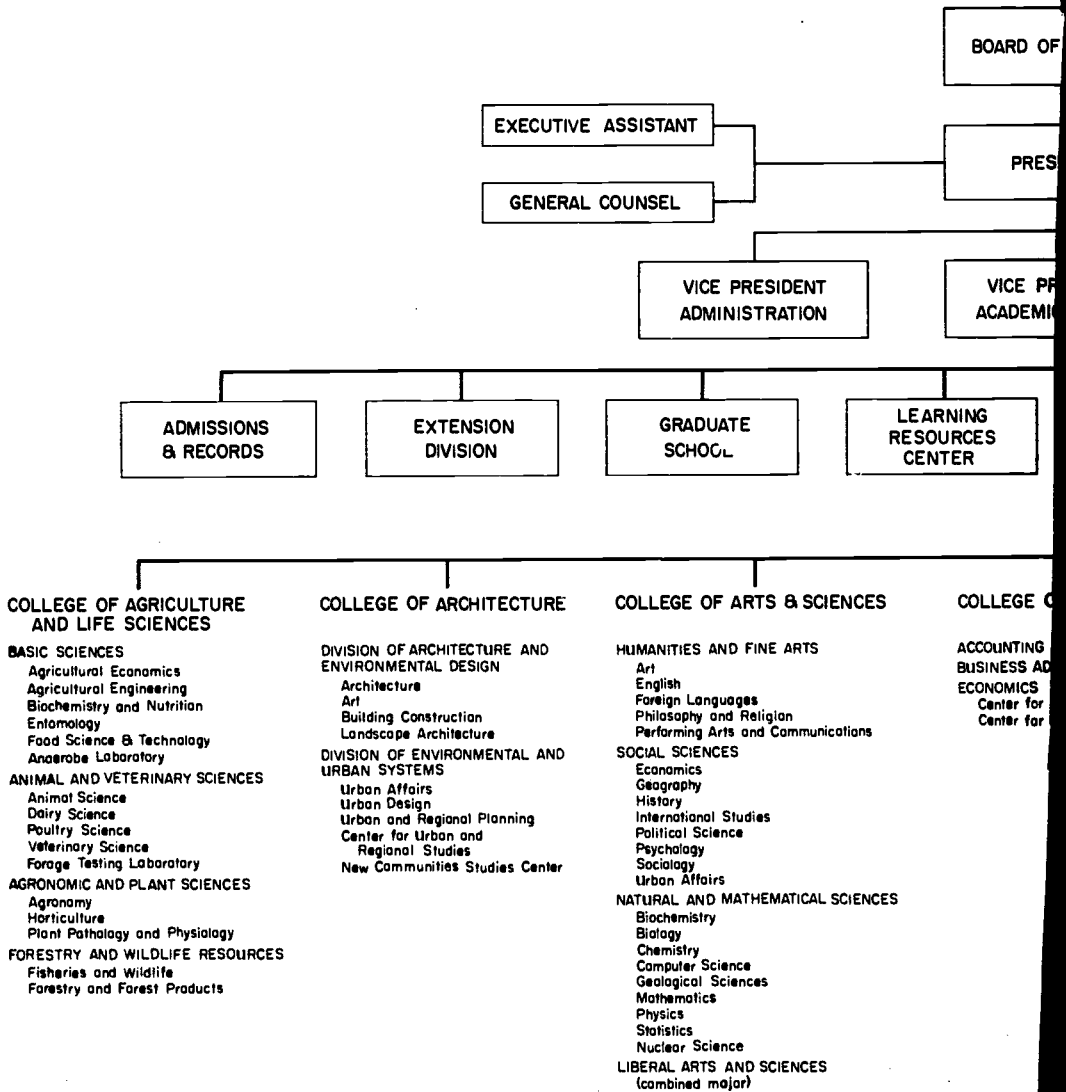 BOARD OF
EXECUTIVE ASSISTANT
PRES
GENERAL COUNSEL
VICE PRESIDENT
ADMINISTRATION
VICE PR
ACADEMI
ADMISSIONS
& RECORDS
EXTENSION
DIVISION
GRADUATE
SCHOOL
LEARNING
RESOURCES
CENTER
COLLEGE OF AGRICULTURE
AND LIFE SCIENCES
BASIC SCIENCES
Agricultural Economics
Agricultural Engineering
Biochemistry and Nutrition
Entomology
Food Science & Technology
Anaerobe Laboratory
ANIMAL AND VETERINARY SCIENCES
Animal Science
Dairy Science
Poultry Science
Veterinary Science
Forage Testing Laboratory
AGRONOMIC AND PLANT SCIENCES
Agronomy
Horticulture
Plant Pathology and Physiology
FORESTRY AND WILDLIFE RESOURCES
Fisheries and Wildlife
Forestry and Forest Products
COLLEGE OF ARCHITECTURE
DIVISION OF ARCHITECTURE AND
ENVIRONMENTAL DESIGN
Architecture
Art
Building Construction
Landscape Architecture
DIVISION OF ENVIRONMENTAL AND
URBAN SYSTEMS
Urban Affairs
Urban Design
Urban and Regional Planning
Center for Urban and
Regional Studies
New Communities Studies Center
COLLEGE OF ARTS & SCIENCES
HUMANITIES AND FINE ARTS
Art
English
Foreign Languages
Philosophy and Religion
Performing Arts and Communications
SOCIAL SCIENCES
Economics
Geography
History
International Studies
Political Science
Psychology
Sociology
Urban Affairs
NATURAL AND MATHEMATICAL SCIENCES
Biochemistry
Biology
Chemistry
Computer Science
Geological Sciences
Mathematics
Physics
Statistics
Nuclear Science
LIBERAL ARTS AND SCIENCES
(combined major)
COLLEGE
ACCOUNTING
BUSINESS AD
ECONOMICS
Center for
Center for